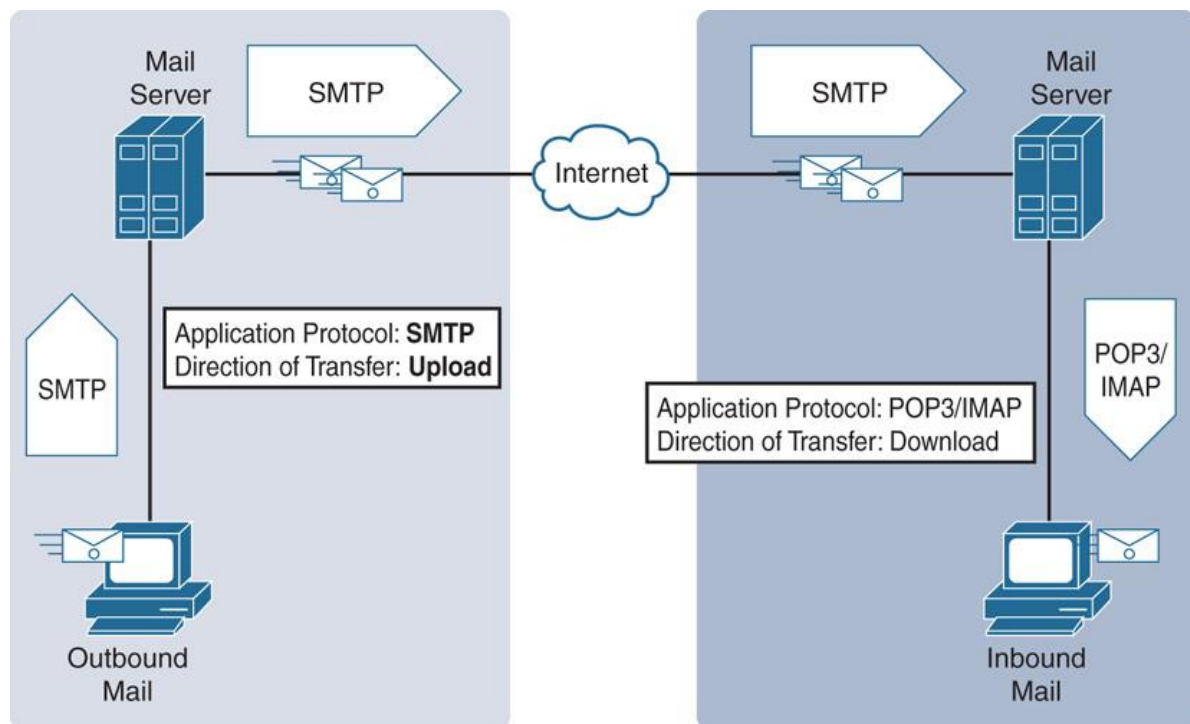 Mail
Server
SMTP
Internet
SMTP
Mail
Server
SMTP
Application Protocol: SMTP
Direction of Transfer: Upload
Application Protocol: POP3/IMAP
Direction of Transfer: Download
POP3/
IMAP
Outbound
Mail
Inbound
Mail